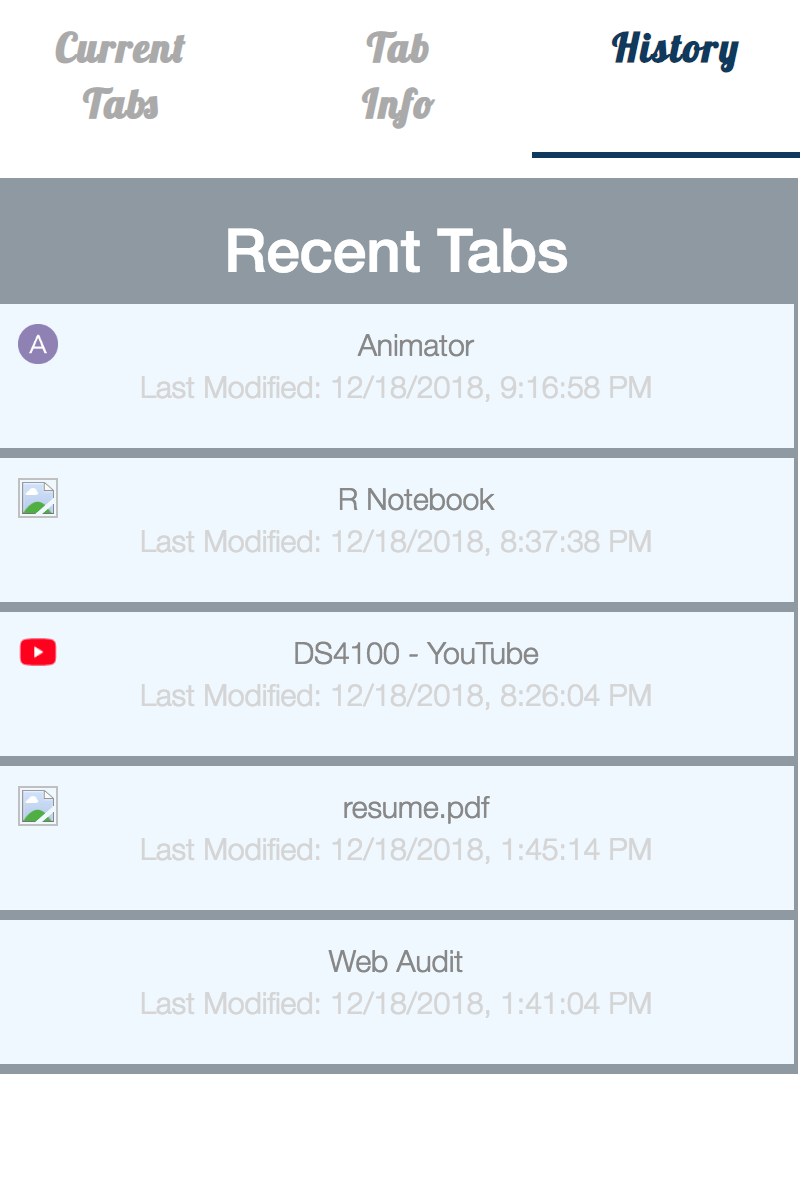 Current
Tabs
Tab
Info
History
Recent Tabs
A
Animator
Last Modified: 12/18/2018, 9:16:58 PM
R Notebook
Last Modified: 12/18/2018, 8:37:38 PM
DS4100 - YouTube
Last Modified: 12/18/2018, 8:26:04 PM
resume.pdf
Last Modified: 12/18/2018, 1:45:14 PM
Web Audit
Last Modified: 12/18/2018, 1:41:04 PM